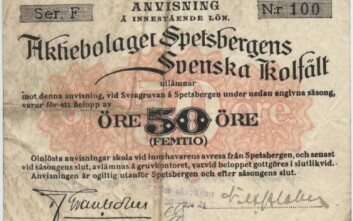 Ser. F
ANVISNING
Nr 100
Å INNESTÅENDE LÖN.
Aktiebolaget Spetsbergens
Svenska Kolfält
utlämnar
mot denna anvisning, vid Sveagruvan å Spetsbergen under nedan angivna säsong,
varur för ett Belopp av
ÖRE 50 ÖRE
(FEMTIO)
Oinlösta anvisningar skola vid innehavarens avresa från Spetsbergen, och senast
vid säsongens slut, avlämnas å gruvkontoret, varvid beloppet gottgöres i slutlikvid.
Anvisningen är ogiltig utanför Spetsbergen och efter säsongens slut.